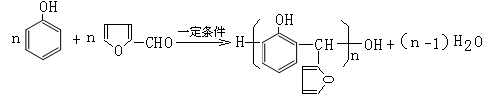 OH OH
n + n O CHO 一定条件 H CH n OH + (n-1)H2O
O